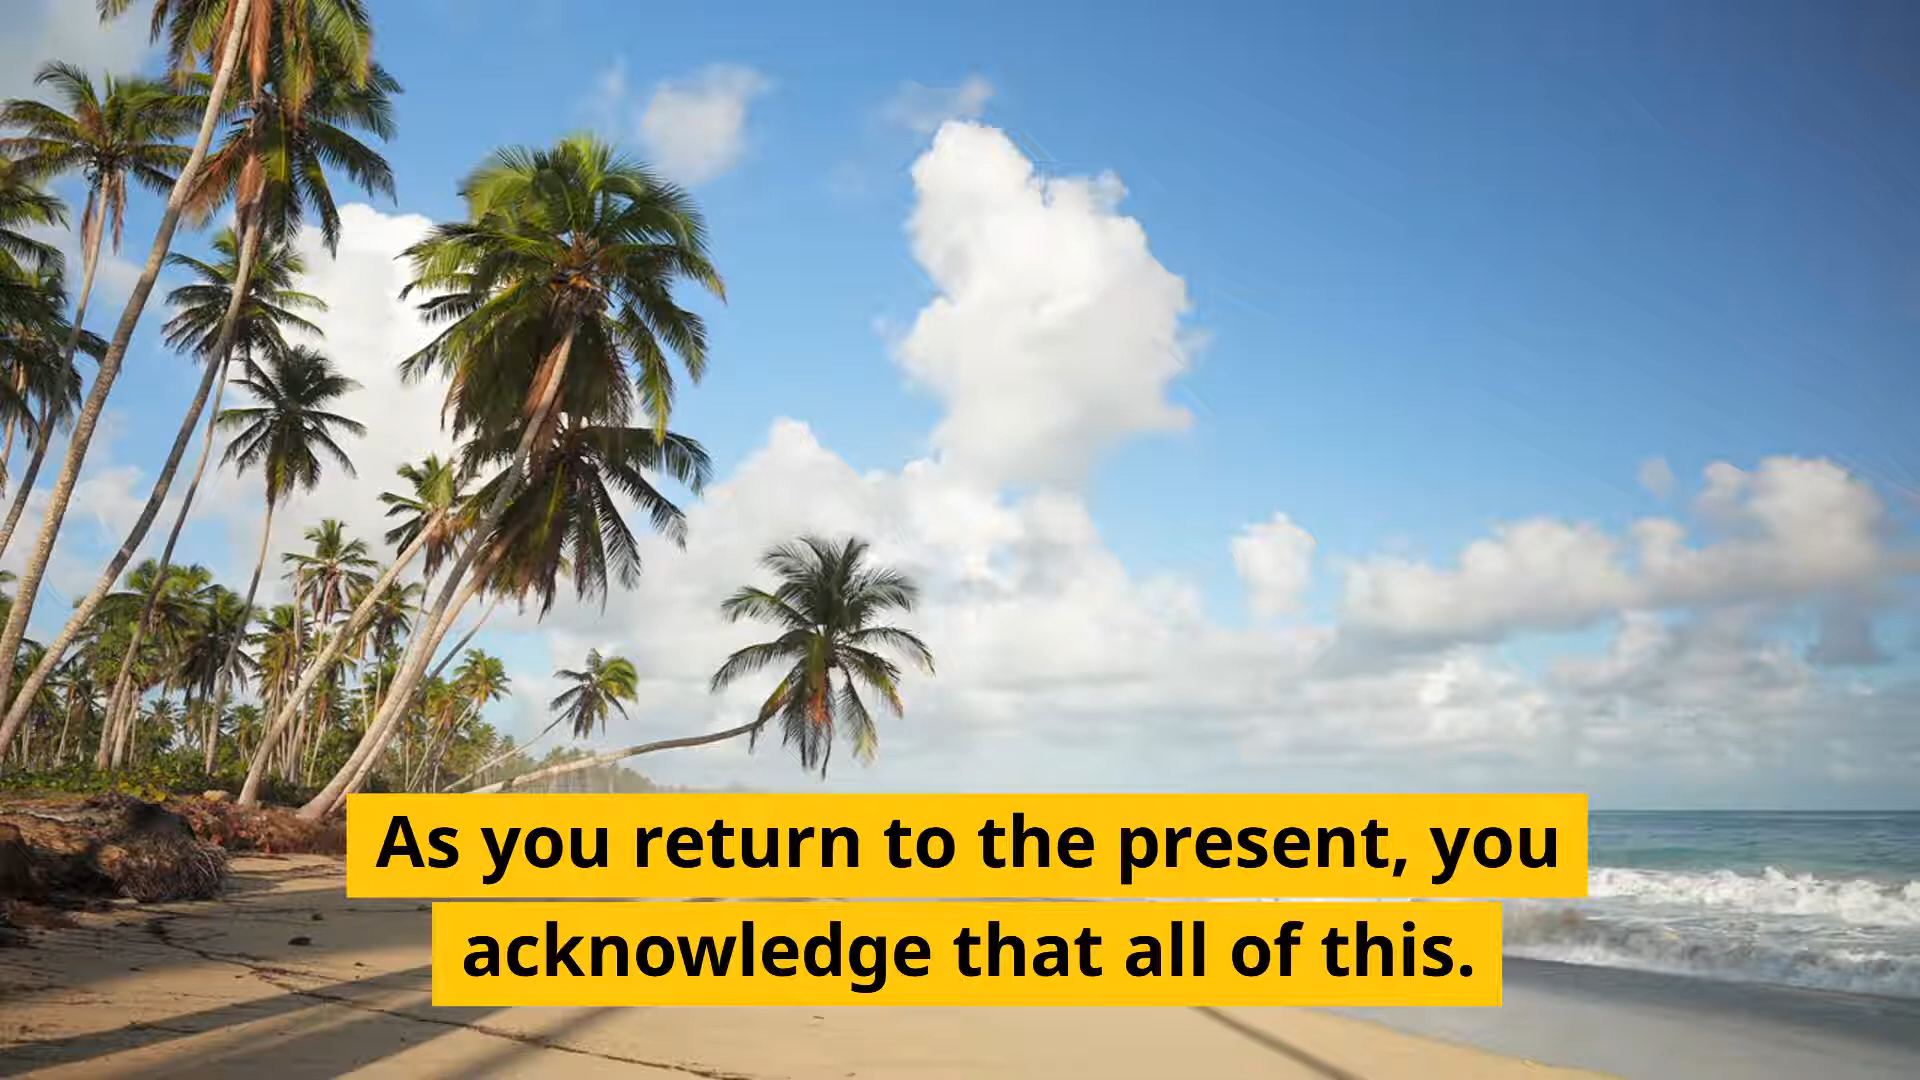 As you return to the present, you
acknowledge that all of this.